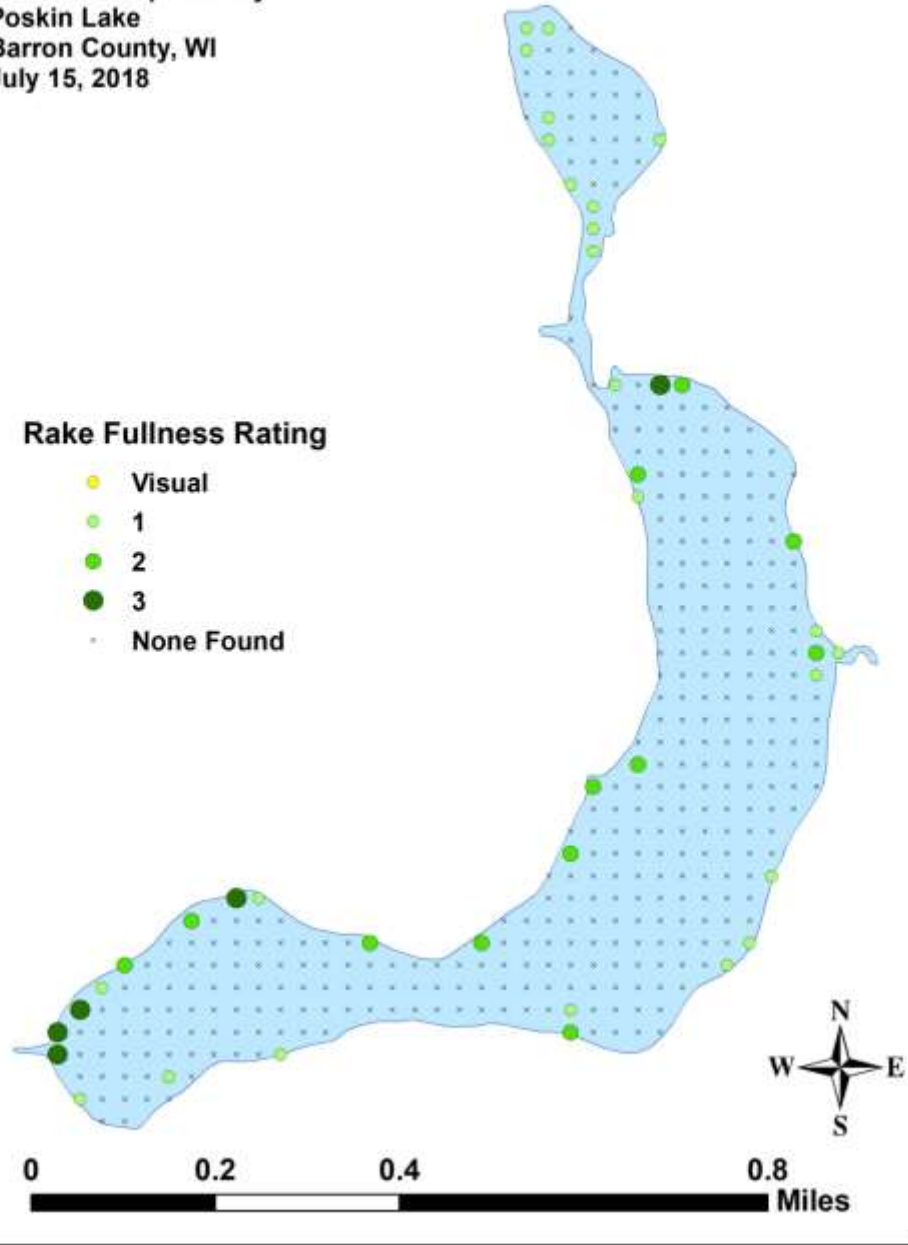 Poskin Lake
Barron County, WI
July 15, 2018
Rake Fullness Rating
Visual
1
2
3
None Found
N
W E
S
0 0.2 0.4 0.8
Miles